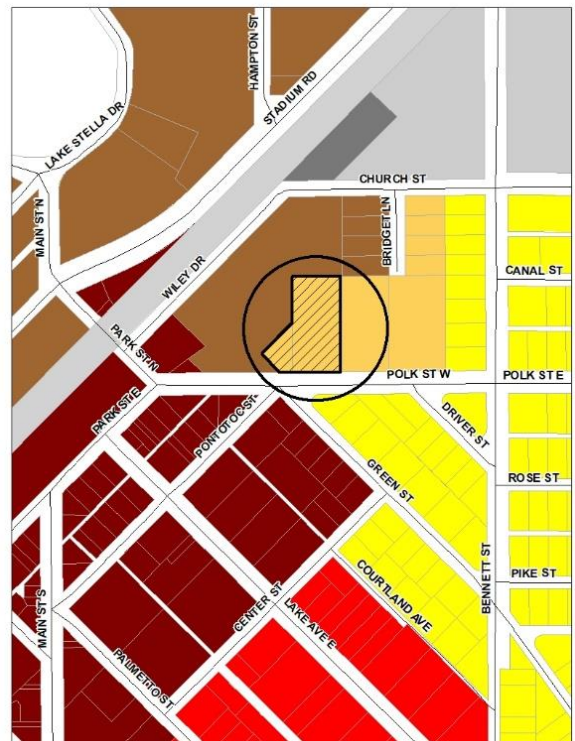 HAMPTON ST
STADIUM RD
LAKE STELLA DR
MAIN ST N
CHURCH ST
BRIDGET LN
WILEY DR
CANAL ST
PARK ST N
POLK ST W
POLK ST E
PARK ST E
PONTOTOC ST
DRIVER ST
GREEN ST
ROSE ST
COURTLAND AVE
BENNETT ST
PIKE ST
CENTER ST
LAKE AVE E
MAIN ST S
PALMETTO ST